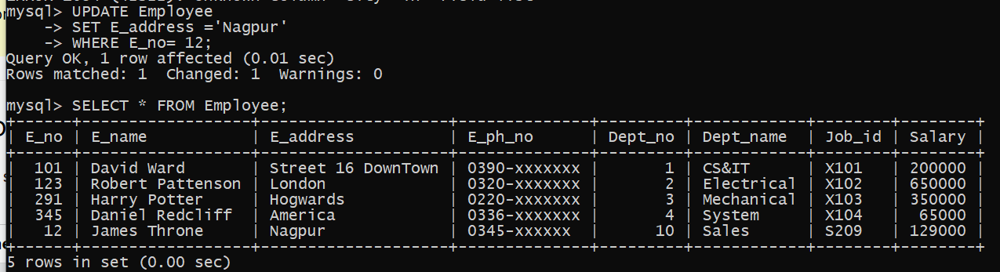 mysql> UPDATE Employee
    -> SET E_address ='Nagpur'
    -> WHERE E_no= 12;
Query OK, 1 row affected (0.01 sec)
Rows matched: 1  Changed: 1  Warnings: 0

mysql> SELECT * FROM Employee;
+------+------------------+--------------------+--------------+---------+------------+--------+--------+
| E_no | E_name           | E_address          | E_ph_no      | Dept_no | Dept_name  | Job_id | Salary |
+------+------------------+--------------------+--------------+---------+------------+--------+--------+
|  101 | David Ward       | Street 16 DownTown | 0390-xxxxxxx |       1 | CS&IT      | X101   | 200000 |
|  123 | Robert Pattenson | London             | 0320-xxxxxxx |       2 | Electrical | X102   | 650000 |
|  291 | Harry Potter     | Hogwards           | 0220-xxxxxxx |       3 | Mechanical | X103   | 350000 |
|  345 | Daniel Redcliff  | America            | 0336-xxxxxxx |       4 | System     | X104   |  65000 |
|   12 | James Throne     | Nagpur             | 0345-xxxxxx  |      10 | Sales      | S209   | 129000 |
+------+------------------+--------------------+--------------+---------+------------+--------+--------+
5 rows in set (0.00 sec)